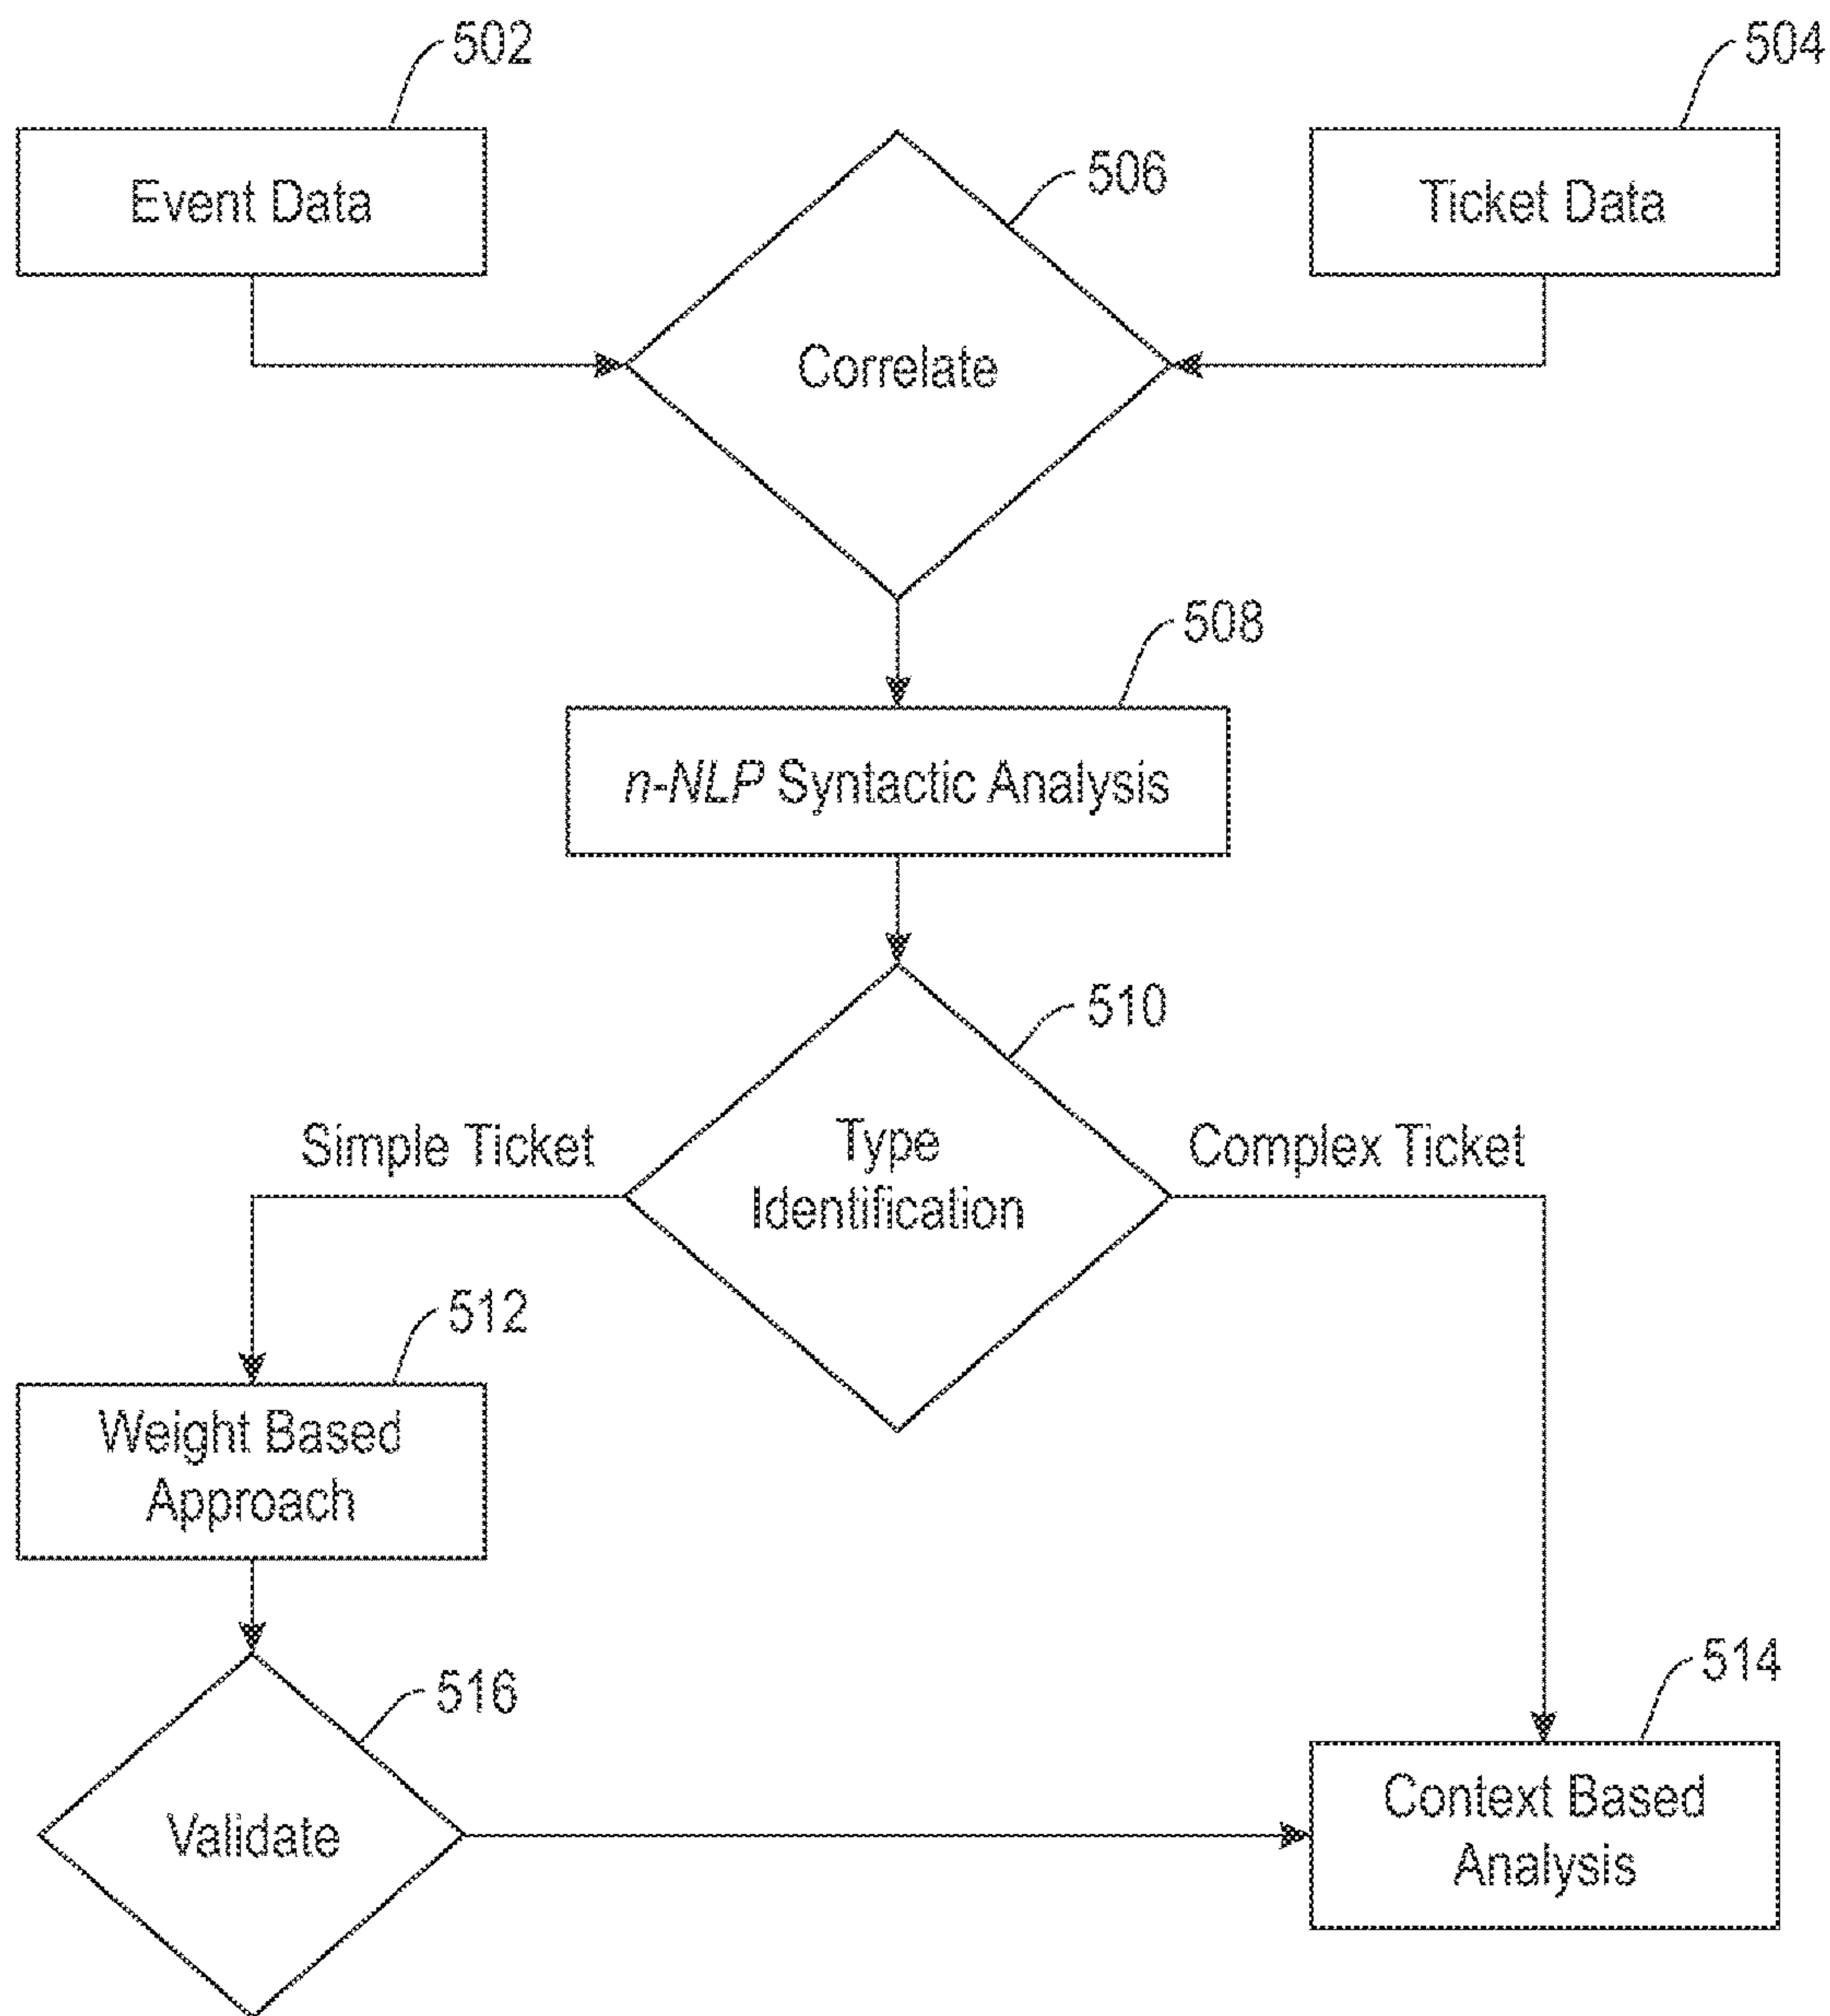 502
504
Event Data
506
Ticket Data
Correlate
508
n-NLP Syntactic Analysis
510
Simple Ticket
Type
Identification
Complex Ticket
512
Weight Based
Approach
516
514
Validate
Context Based
Analysis